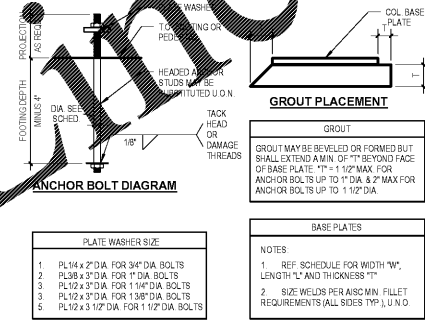 PLATE WASHER
PROJECTION
AS REQ'D
T.O. FOOTING OR
PEDESTAL
HEADED ANCHOR
STUDS MAY BE
SUBSTITUTED U.O.N.
DIA. SEE
SCHED.
FOOTING DEPTH
MINUS 4"
1/8"
TACK
HEAD
OR
DAMAGE
THREADS
ANCHOR BOLT DIAGRAM
COL. BASE
PLATE
T
T
GROUT PLACEMENT
GROUT
GROUT MAY BE BEVELED OR FORMED BUT
SHALL EXTEND A MIN. OF "T" BEYOND FACE
OF BASE PLATE. "T" = 1 1/2" MAX. FOR
ANCHOR BOLTS UP TO 1" DIA. & 2" MAX FOR
ANCHOR BOLTS UP TO 1 1/2" DIA.
PLATE WASHER SIZE
1. PL1/4 x 2" DIA. FOR 3/4" DIA. BOLTS
2. PL3/8 x 3" DIA. FOR 1" DIA. BOLTS
3. PL1/2 x 3" DIA. FOR 1 1/4" DIA. BOLTS
3. PL1/2 x 3" DIA. FOR 1 3/8" DIA. BOLTS
5. PL1/2 x 3 1/2" DIA. FOR 1 1/2" DIA. BOLTS
BASE PLATES
NOTES:
1. REF. SCHEDULE FOR WIDTH "W",
LENGTH "L" AND THICKNESS "T"
2. SIZE WELDS PER AISC MIN. FILLET
REQUIREMENTS (ALL SIDES TYP.), U.N.O.